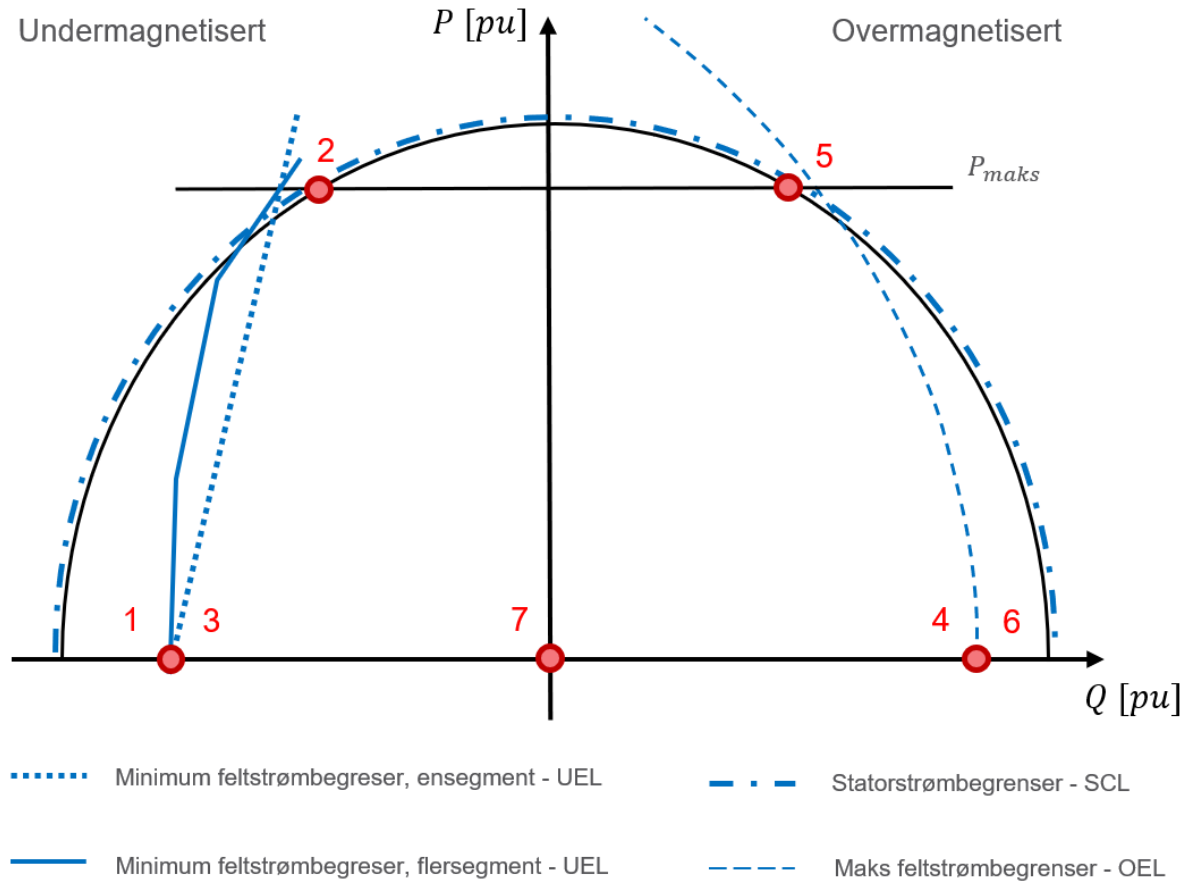 Undermagnetisert
P [pu]
Overmagnetisert
2
5
P_maks
1
3
7
4
6
Q [pu]
Minimum feltstrømbegreser, ensegment - UEL
Statorstrømbegrenser - SCL
Minimum feltstrømbegreser, flersegment - UEL
Maks feltstrømbegrenser - OEL